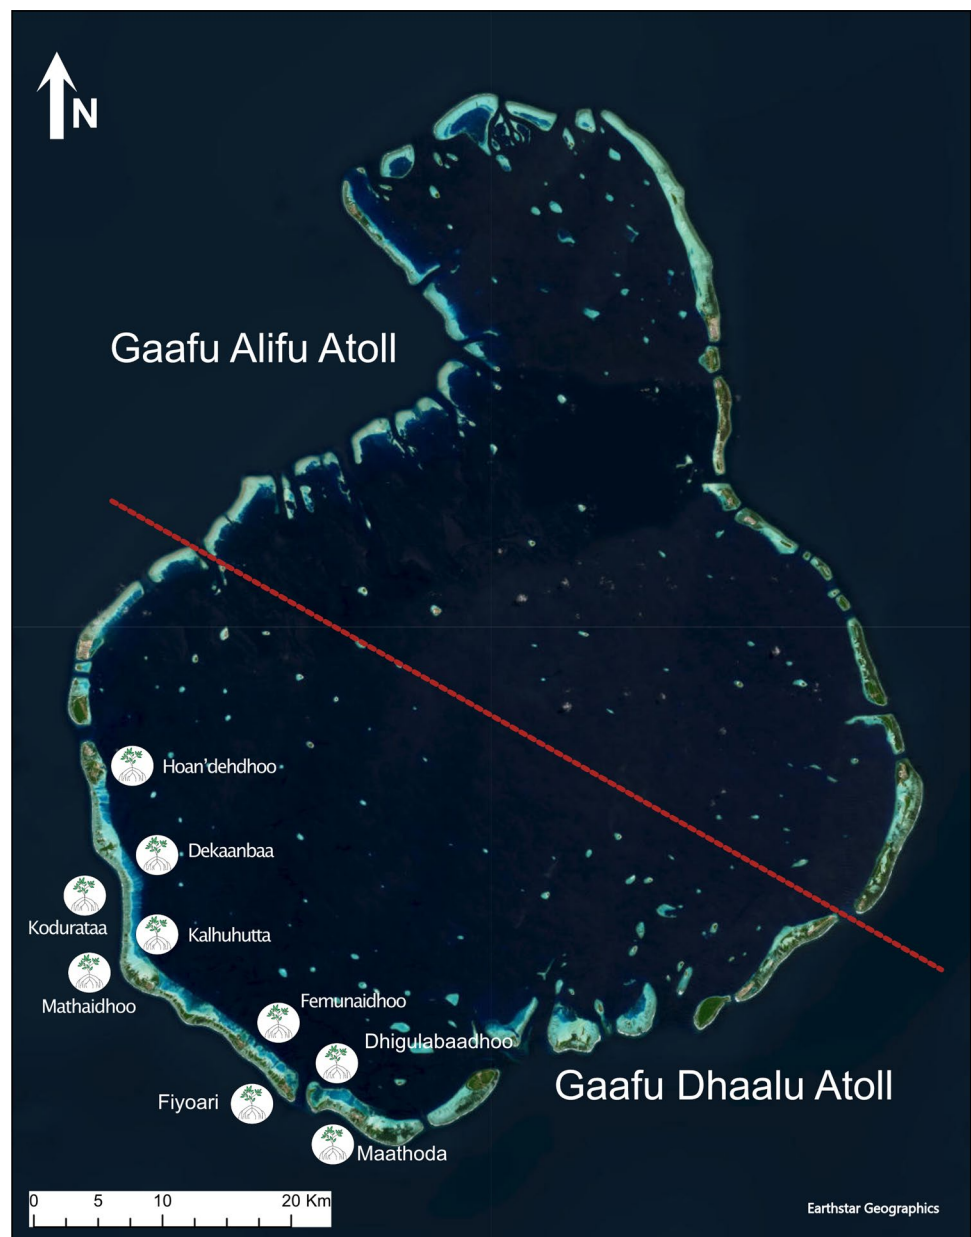 N
Gaafu Alifu Atoll
Hoan'dehdhoo
Dekaanbaa
Kodurataa
Kalhuhutta
Mathaidhoo
Femunaidhoo
Dhigulabaadhoo
Gaafu Dhaalu Atoll
Fiyoari
Maathoda
0 5 10 20 Km
Earthstar Geographics